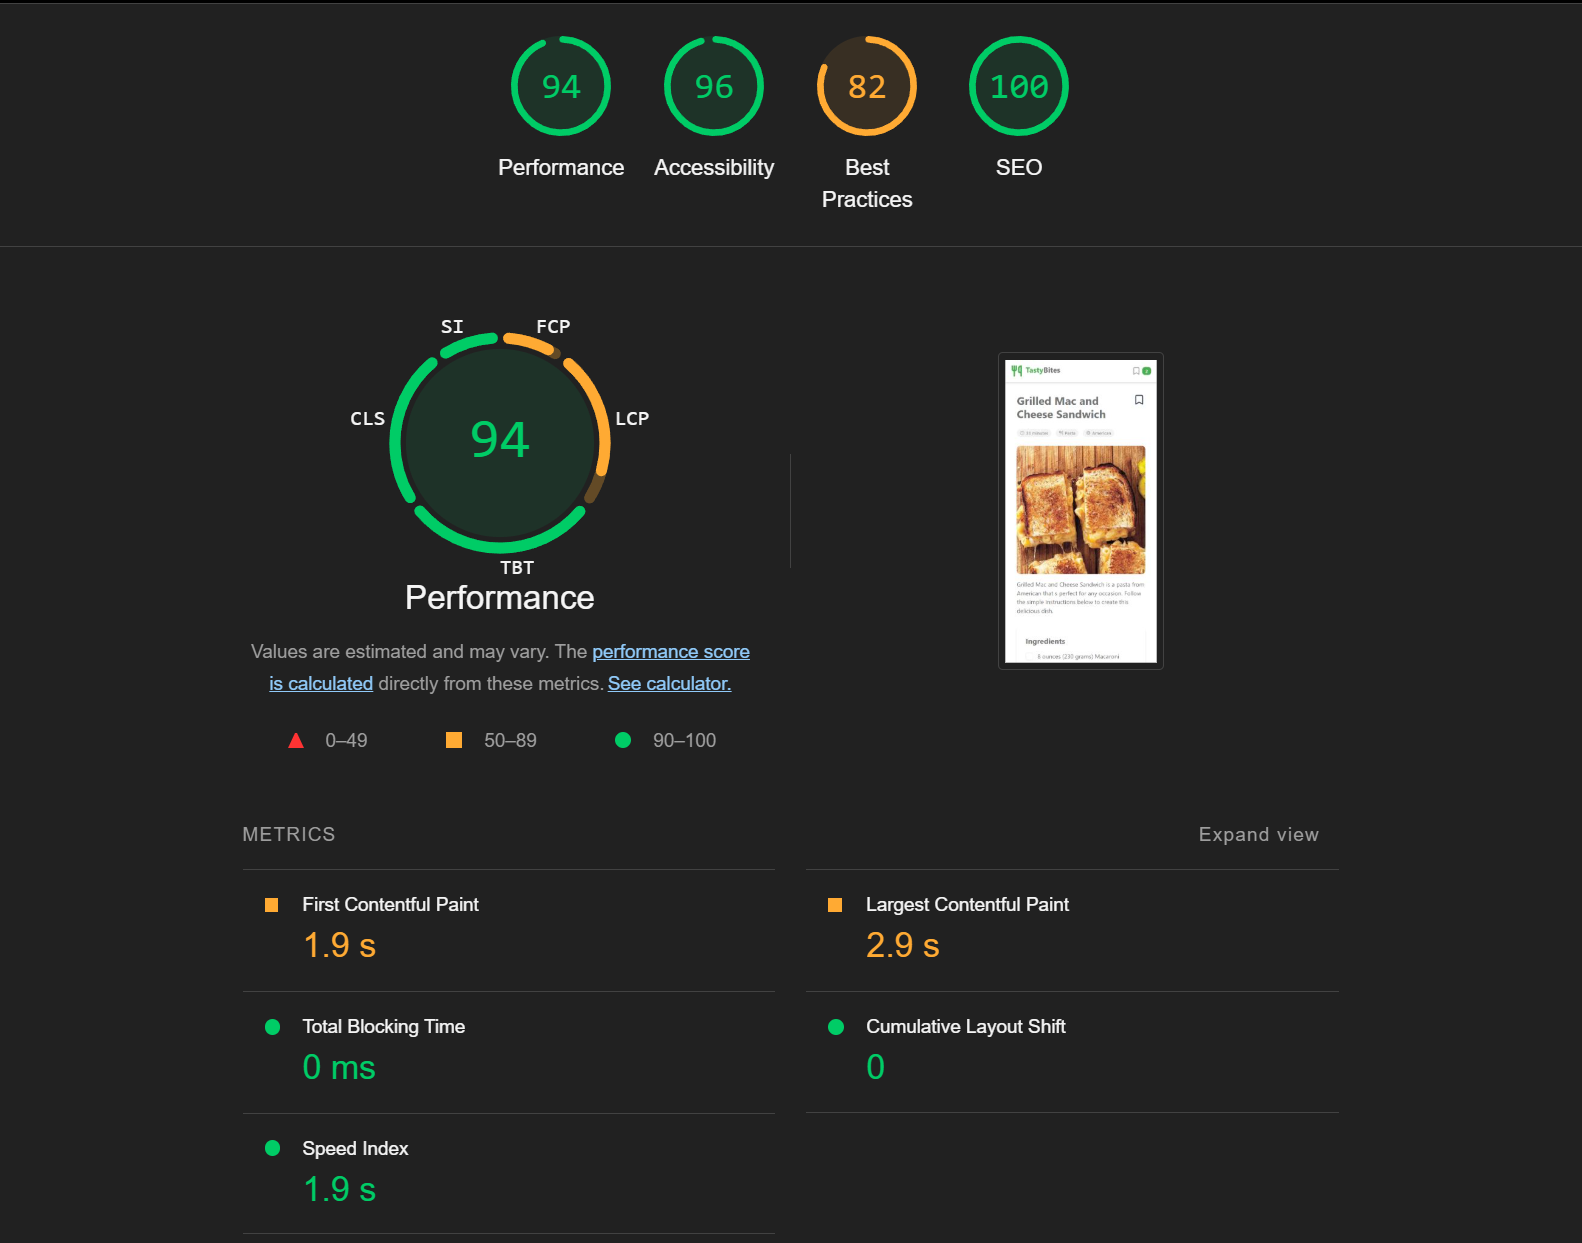 94
96
82
100
Performance
Accessibility
Best
Practices
SEO
SI
FCP
CLS
LCP
94
TBT
Performance
Values are estimated and may vary. The performance score
is calculated directly from these metrics. See calculator.
0–49
50–89
90–100
TastyBites
Grilled Mac and
Cheese Sandwich
Grilled Mac and Cheese Sandwich is a pasta from
American that's perfect for any occasion. Follow
the simple instructions below to create this
delicious dish.
Ingredients
8 ounces (230 grams) Macaroni
METRICS
Expand view
First Contentful Paint
1.9 s
Largest Contentful Paint
2.9 s
Total Blocking Time
0 ms
Cumulative Layout Shift
0
Speed Index
1.9 s